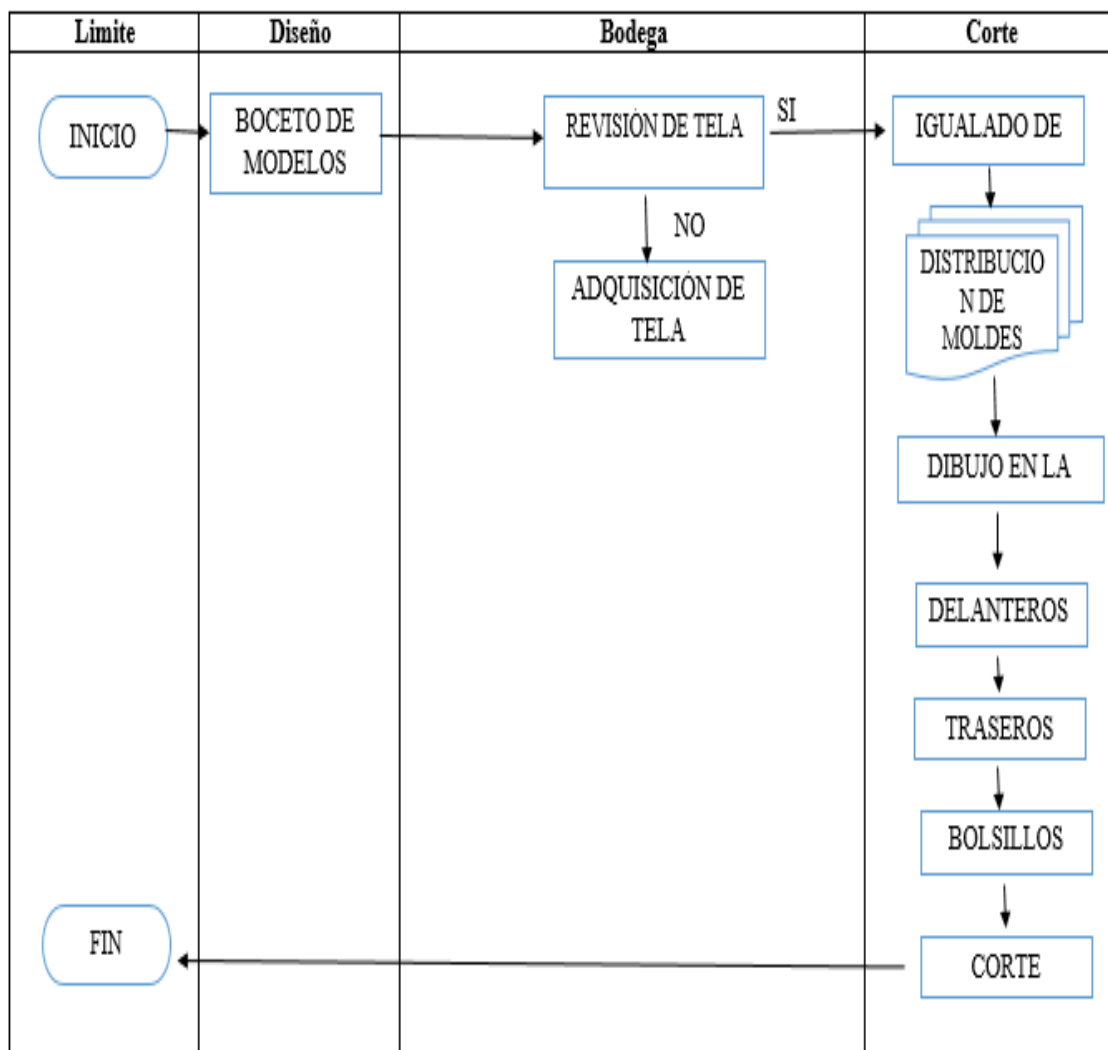 Limite
Diseño
Bodega
Corte
INICIO
BOCETO DE
MODELOS
REVISIÓN DE TELA
SI
NO
ADQUISICIÓN DE
TELA
IGUALADO DE
DISTRIBUCIO
N DE
MOLDES
DIBUJO EN LA
DELANTEROS
TRASEROS
BOLSILLOS
CORTE
FIN